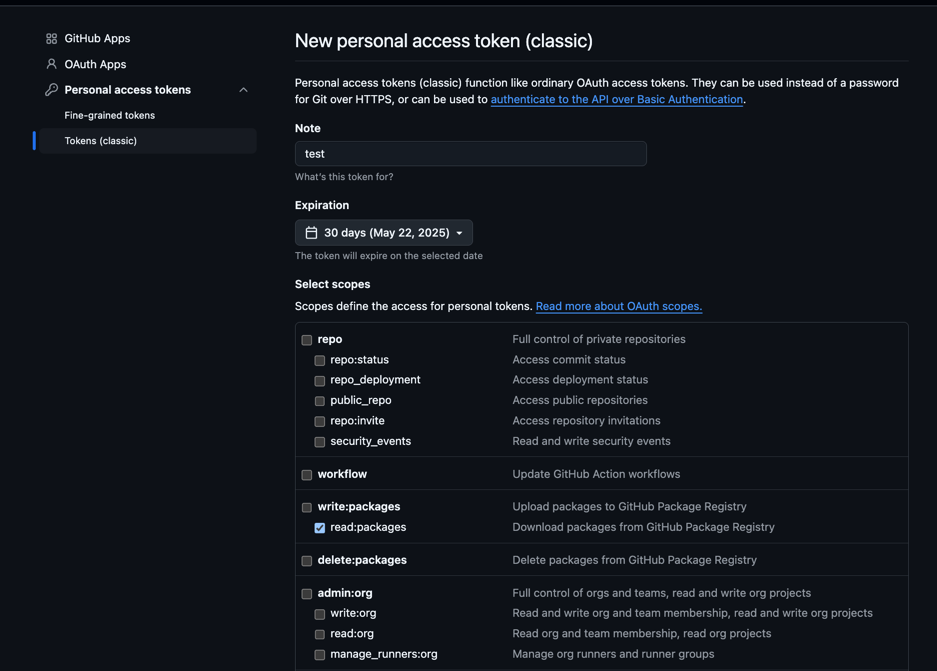 GitHub Apps
OAuth Apps
Personal access tokens
Fine-grained tokens
Tokens (classic)
New personal access token (classic)
Personal access tokens (classic) function like ordinary OAuth access tokens. They can be used instead of a password
for Git over HTTPS, or can be used to authenticate to the API over Basic Authentication.
Note
test
What's this token for?
Expiration
30 days (May 22, 2025)
The token will expire on the selected date
Select scopes
Scopes define the access for personal tokens. Read more about OAuth scopes.
repo Full control of private repositories
repo:status Access commit status
repo_deployment Access deployment status
public_repo Access public repositories
repo:invite Access repository invitations
security_events Read and write security events
workflow Update GitHub Action workflows
write:packages Upload packages to GitHub Package Registry
read:packages Download packages from GitHub Package Registry
delete:packages Delete packages from GitHub Package Registry
admin:org Full control of orgs and teams, read and write org projects
write:org Read and write org and team membership, read and write org projects
read:org Read org and team membership, read org projects
manage_runners:org Manage org runners and runner groups